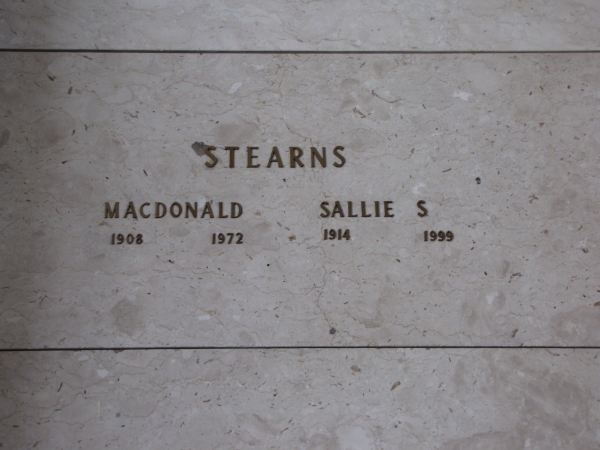 STEARNS
MACDONALD SALLIE S
1908 1972 1914 1999